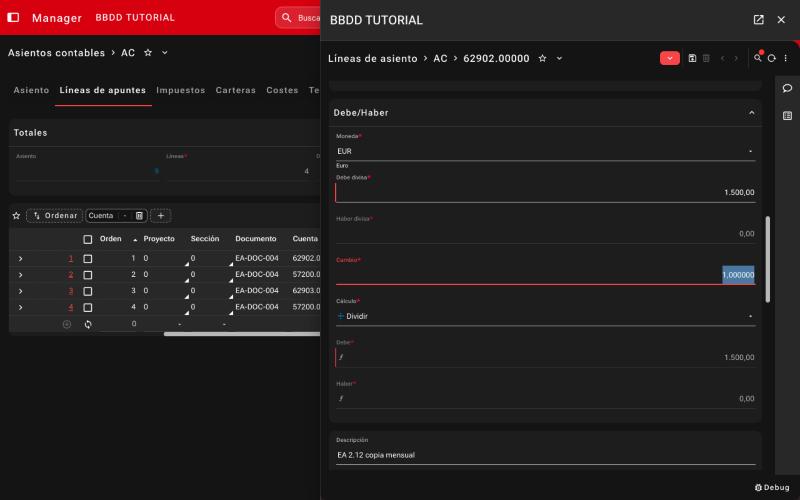 Manager BBDD TUTORIAL Busca
BBDD TUTORIAL
Asientos contables > AC
Líneas de asiento > AC > 62902.00000
Asiento Líneas de apuntes Impuestos Carteras Costes Te
Totales
Asiento Líneas* D
9 4
Ordenar Cuenta
Orden Proyecto Sección Documento Cuenta
1 1 0 0 EA-DOC-004 62902.0
2 2 0 0 EA-DOC-004 57200.0
3 3 0 0 EA-DOC-004 62903.0
4 4 0 0 EA-DOC-004 57200.0
0 - -
Debe/Haber
Moneda*
EUR
Euro
Debe divisa*
1.500,00
Haber divisa*
0,00
Cambio*
1,000000
Cálculo*
÷ Dividir
Debe*
ƒ 1.500,00
Haber*
ƒ 0,00
Descripción
EA 2.12 copia mensual
Debug